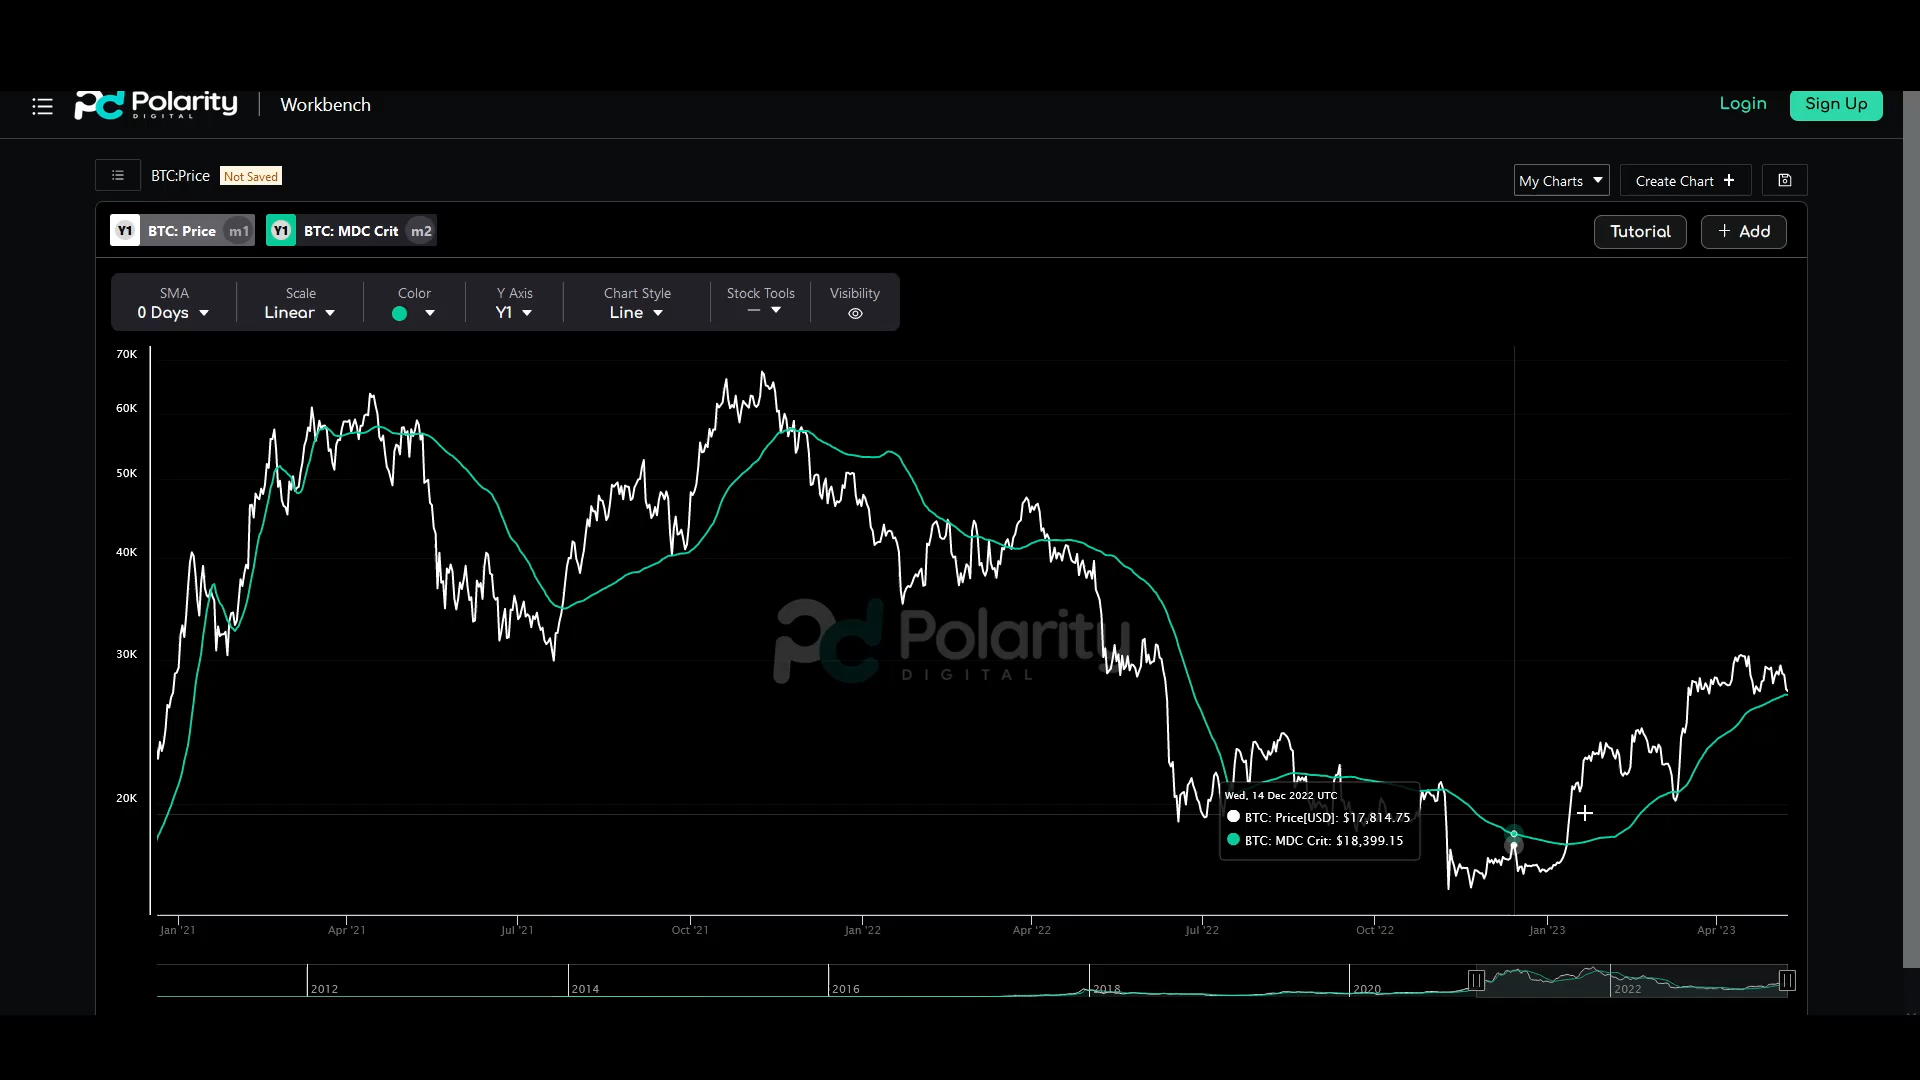 Polarity
DIGITAL
Workbench
Login
Sign Up
BTC:Price
Not Saved
My Charts
Create Chart +
Y1 BTC: Price m1
Y1 BTC: MDC Crit m2
Tutorial
+ Add
SMA
0 Days
Scale
Linear
Color
Y Axis
Y1
Chart Style
Line
Stock Tools
—
Visibility
70K
60K
50K
40K
30K
20K
Polarity
DIGITAL
Wed, 14 Dec 2022 UTC
BTC: Price[USD]: $17,814.75
BTC: MDC Crit: $18,399.15
Jan '21
Apr '21
Jul '21
Oct '21
Jan '22
Apr '22
Jul '22
Oct '22
Jan '23
Apr '23
2012
2014
2016
2018
2020
2022